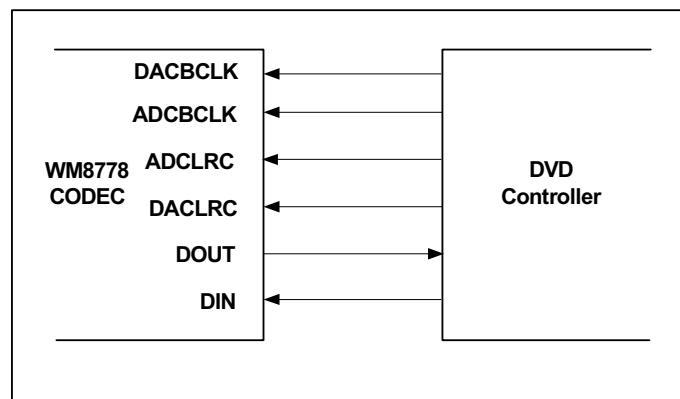 DACBCLK
ADCBCLK
WM8778
CODEC
ADCLRC
DACLRC
DOUT
DIN
DVD
Controller